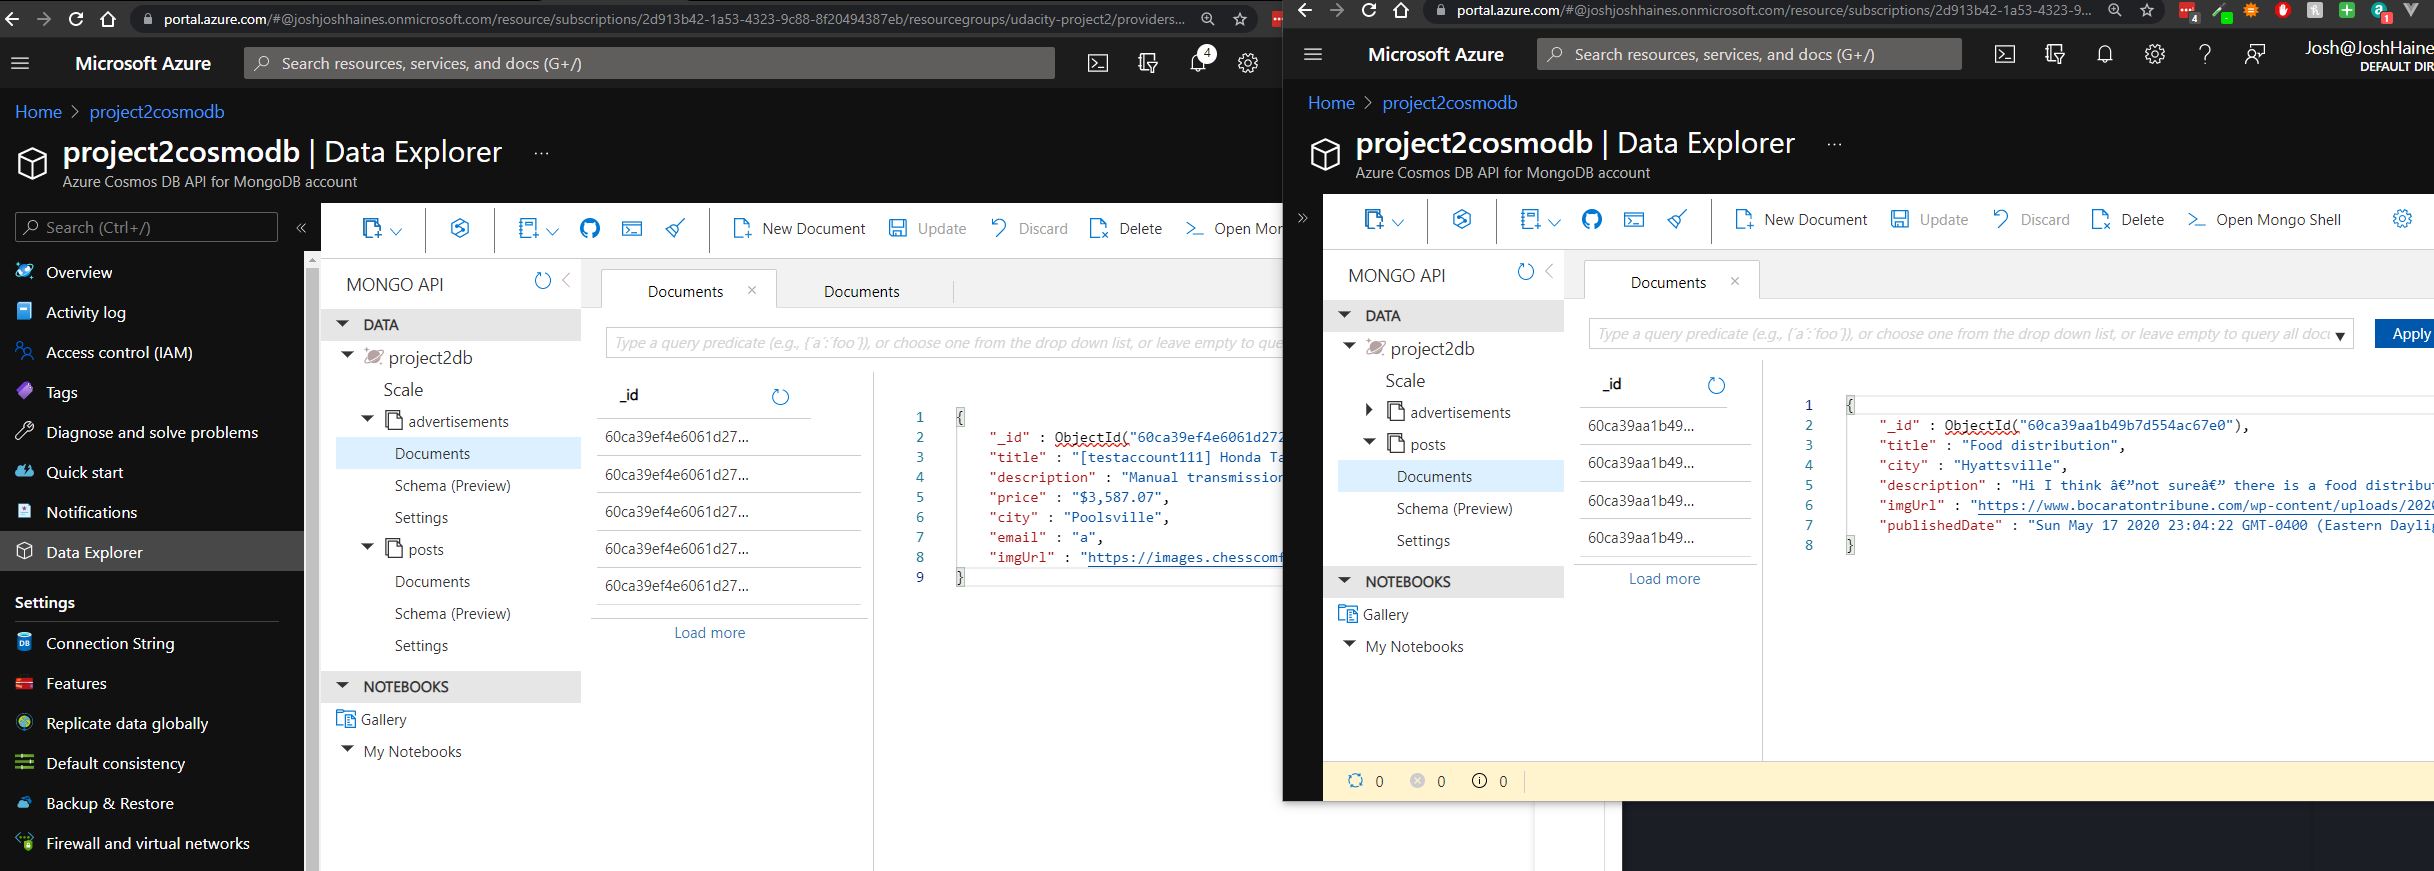 portal.azure.com/#@joshjoshhaines.onmicrosoft.com/resource/subscriptions/2d913b42-1a53-4323-9c88-8f20494387eb/resourcegroups/udacity-project2/providers...
Microsoft Azure
Search resources, services, and docs (G+/)
4
Home > project2cosmodb
project2cosmodb | Data Explorer ...
Azure Cosmos DB API for MongoDB account
Search (Ctrl+/)
«
Overview
Activity log
Access control (IAM)
Tags
Diagnose and solve problems
Quick start
Notifications
Data Explorer
Settings
Connection String
Features
Replicate data globally
Default consistency
Backup & Restore
Firewall and virtual networks
New Document
Update
Discard
Delete
Open Mon
MONGO API
DATA
project2db
Scale
advertisements
Documents
Schema (Preview)
Settings
posts
Documents
Schema (Preview)
Settings
NOTEBOOKS
Gallery
My Notebooks
Documents
Documents
Type a query predicate (e.g., {´a´:´foo´}), or choose one from the drop down list, or leave empty to que
_id
60ca39ef4e6061d27...
60ca39ef4e6061d27...
60ca39ef4e6061d27...
60ca39ef4e6061d27...
60ca39ef4e6061d27...
Load more
1 {
2 "_id" : ObjectId("60ca39ef4e6061d272
3 "title" : "[testaccount111] Honda Ta
4 "description" : "Manual transmission
5 "price" : "$3,587.07",
6 "city" : "Poolsville",
7 "email" : "a",
8 "imgUrl" : "https://images.chesscomf
9 }
portal.azure.com/#@joshjoshhaines.onmicrosoft.com/resource/subscriptions/2d913b42-1a53-4323-9...
4
1
Microsoft Azure
Search resources, services, and docs (G+/)
Josh@JoshHaine
DEFAULT DIR
Home > project2cosmodb
project2cosmodb | Data Explorer ...
Azure Cosmos DB API for MongoDB account
»
New Document
Update
Discard
Delete
Open Mongo Shell
MONGO API
DATA
project2db
Scale
advertisements
posts
Documents
Schema (Preview)
Settings
NOTEBOOKS
Gallery
My Notebooks
Documents
Type a query predicate (e.g., {´a´:´foo´}), or choose one from the drop down list, or leave empty to query all docu
Apply
_id
60ca39aa1b49...
60ca39aa1b49...
60ca39aa1b49...
60ca39aa1b49...
Load more
1 {
2 "_id" : ObjectId("60ca39aa1b49b7d554ac67e0"),
3 "title" : "Food distribution",
4 "city" : "Hyattsville",
5 "description" : "Hi I think â€"not sureâ€" there is a food distribut
6 "imgUrl" : "https://www.bocaratontribune.com/wp-content/uploads/202
7 "publishedDate" : "Sun May 17 2020 23:04:22 GMT-0400 (Eastern Daylig
8 }
0 0 0